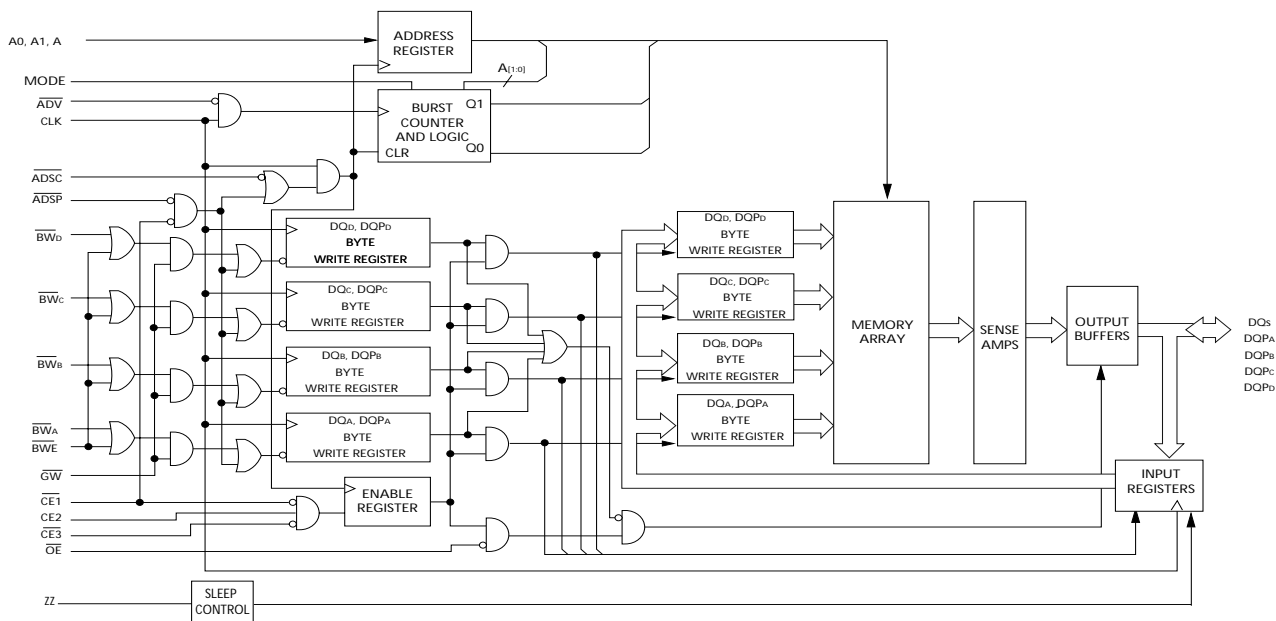 A0, A1, A
ADDRESS
REGISTER
MODE
A[1:0]
ADV
CLK
BURST
COUNTER
AND LOGIC
CLR
Q1
Q0
ADSC
ADSP
BWD
BWC
BWB
BWA
BWE
GW
CE1
CE2
CE3
OE
ZZ
SLEEP
CONTROL
DQD, DQPD
BYTE
WRITE REGISTER
DQC, DQPC
BYTE
WRITE REGISTER
DQB, DQPB
BYTE
WRITE REGISTER
DQA, DQPA
BYTE
WRITE REGISTER
ENABLE
REGISTER
DQD, DQPD
BYTE
WRITE REGISTER
DQC, DQPC
BYTE
WRITE REGISTER
DQB, DQPB
BYTE
WRITE REGISTER
DQA, DQPA
BYTE
WRITE REGISTER
MEMORY
ARRAY
SENSE
AMPS
OUTPUT
BUFFERS
INPUT
REGISTERS
DQs
DQPA
DQPB
DQPC
DQPD